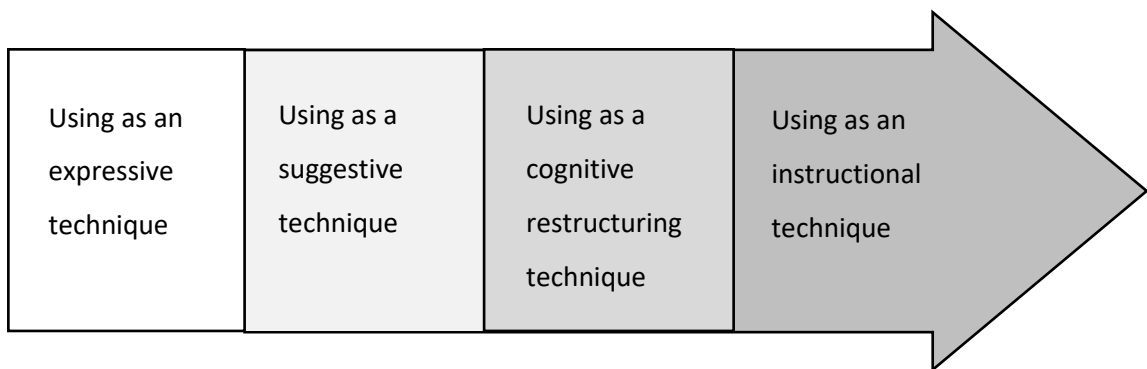 Using as an
expressive
technique
Using as a
suggestive
technique
Using as a
cognitive
restructuring
technique
Using as an
instructional
technique